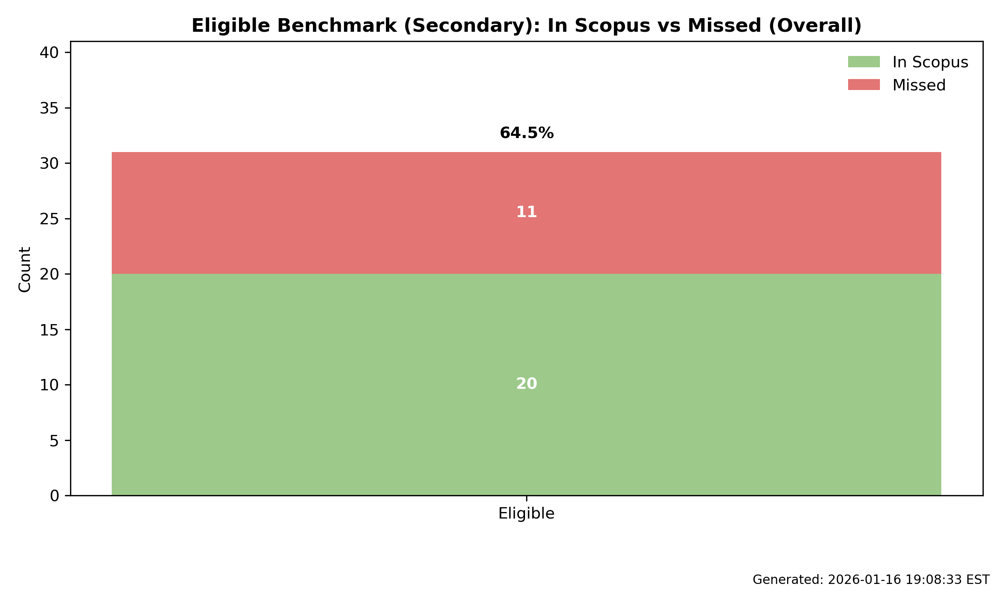 Eligible Benchmark (Secondary): In Scopus vs Missed (Overall)
40
35
30
25
20
15
10
5
0
Count
In Scopus
Missed
64.5%
11
20
Eligible
Generated: 2026-01-16 19:08:33 EST